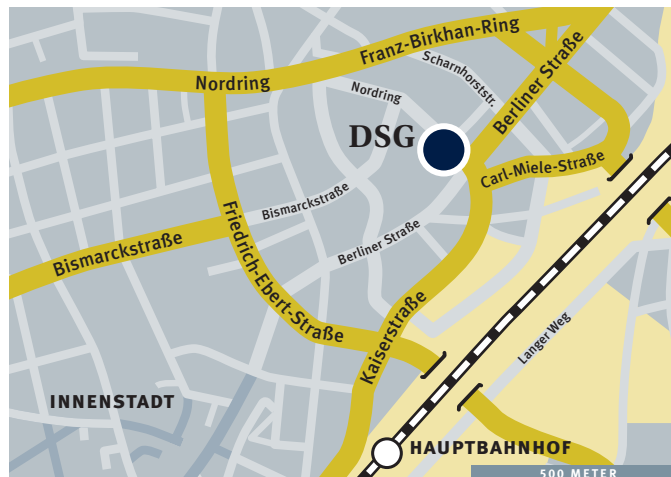 Franz-Birkhan-Ring
Scharnhorststr.
Nordring
Nordring
Berliner Straße
DSG
Carl-Miele-Straße
Bismarckstraße
Friedrich-Ebert-Straße
Berliner Straße
Bismarckstraße
Kaiserstraße
Langer Weg
INNENSTADT
HAUPTBAHNHOF
500 METER